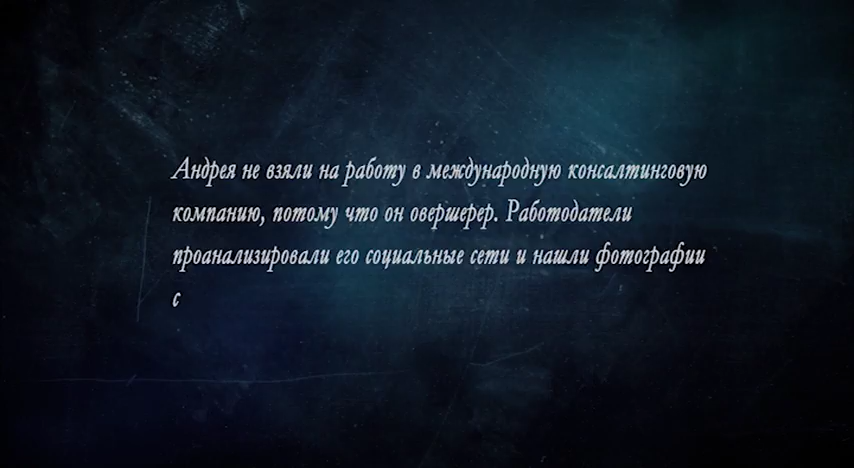 Андрея не взяли на работу в международную консалтинговую
компанию, потому что он овершерер. Работодатели
проанализировали его социальные сети и нашли фотографии
с